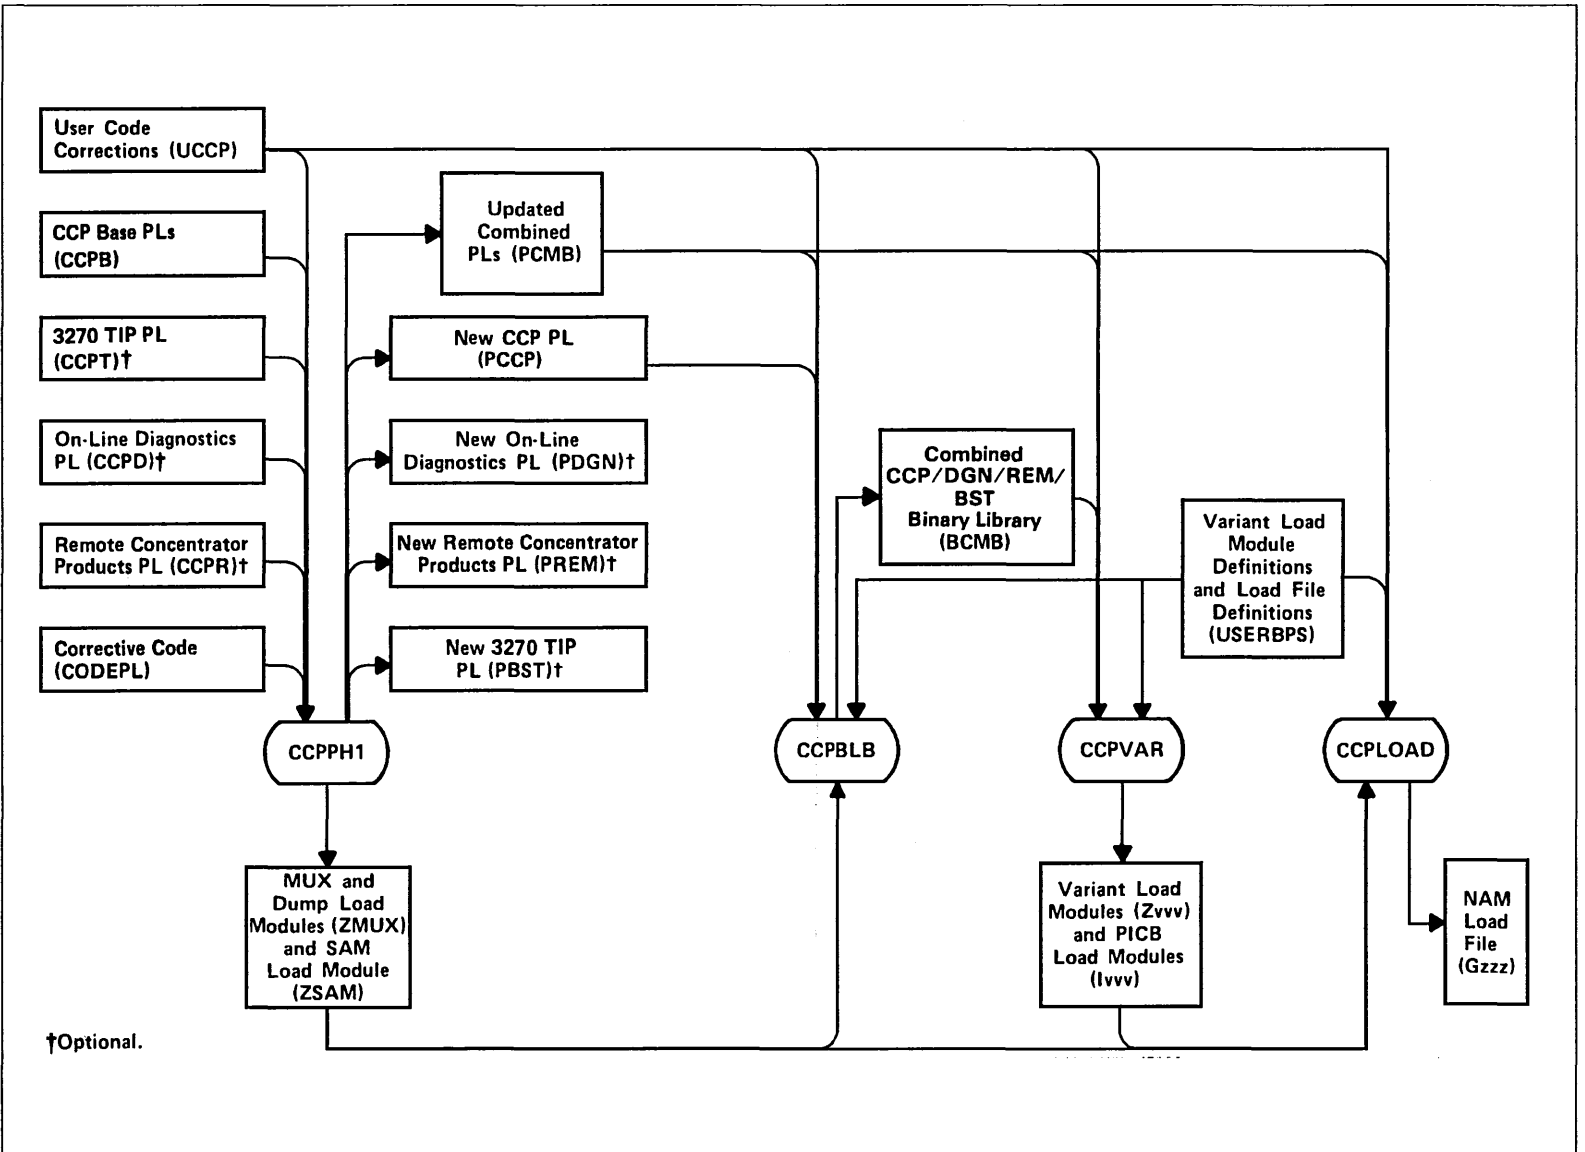 User Code
Corrections (UCCP)
CCP Base PLs
(CCPB)
3270 TIP PL
(CCPT)†
On-Line Diagnostics
PL (CCPD)†
Remote Concentrator
Products PL (CCPR)†
Corrective Code
(CODEPL)
Updated
Combined
PLs (PCMB)
New CCP PL
(PCCP)
New On-Line
Diagnostics PL (PDGN)†
New Remote Concentrator
Products PL (PREM)†
New 3270 TIP
PL (PBST)†
Combined
CCP/DGN/REM/
BST
Binary Library
(BCMB)
Variant Load
Module
Definitions
and Load File
Definitions
(USERBPS)
CCPPH1
CCPBLB
CCPVAR
CCPLOAD
MUX and
Dump Load
Modules (ZMUX)
and SAM
Load Module
(ZSAM)
Variant Load
Modules (Zvvv)
and PICB
Load Modules
(Ivvv)
NAM
Load
File
(Gzzz)
†Optional.